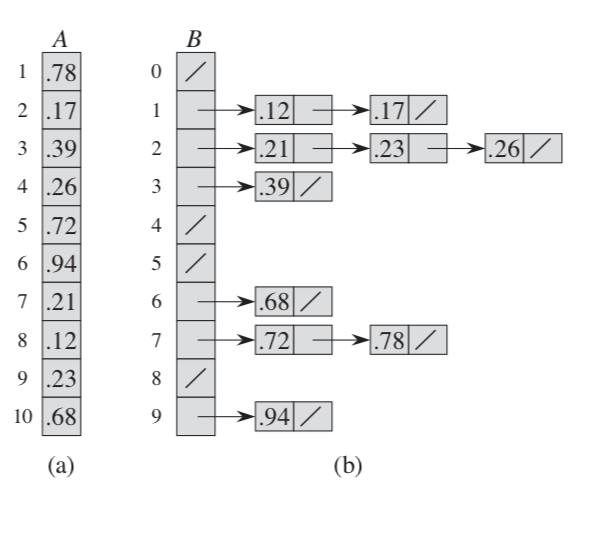 A B
1 .78 0 /
2 .17 1 .12 .17 /
3 .39 2 .21 .23 .26 /
4 .26 3 .39 /
5 .72 4 /
6 .94 5 /
7 .21 6 .68 /
8 .12 7 .72 .78 /
9 .23 8 /
10 .68 9 .94 /
(a) (b)